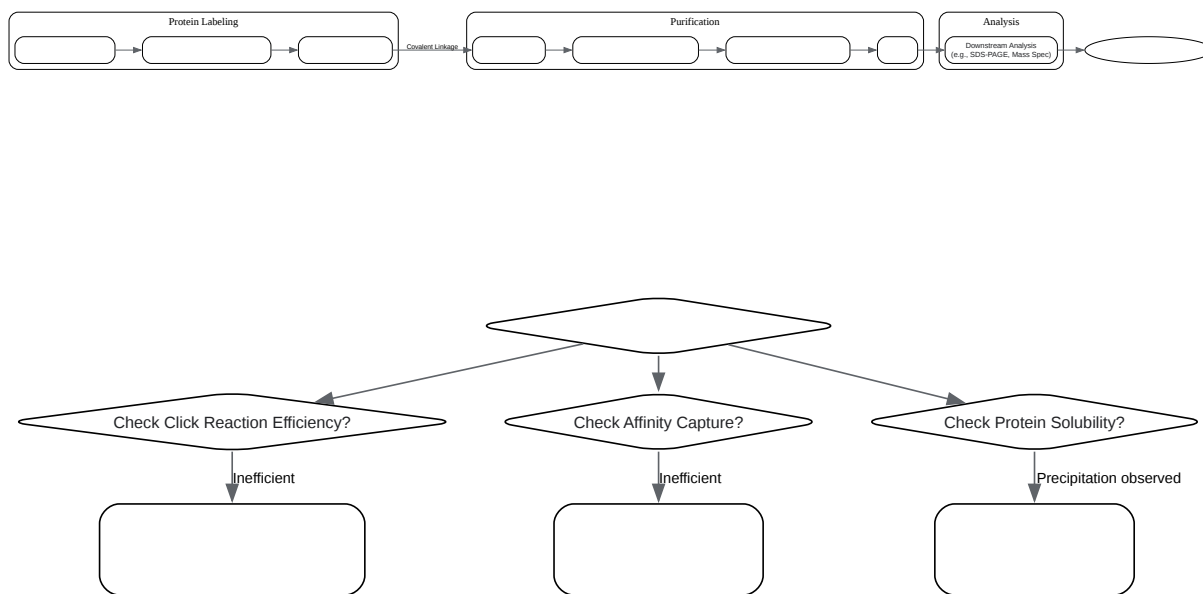 Protein Labeling
Purification
Analysis
Covalent Linkage
Downstream Analysis
(e.g., SDS-PAGE, Mass Spec)
Check Click Reaction Efficiency?
Check Affinity Capture?
Check Protein Solubility?
Inefficient
Inefficient
Precipitation observed